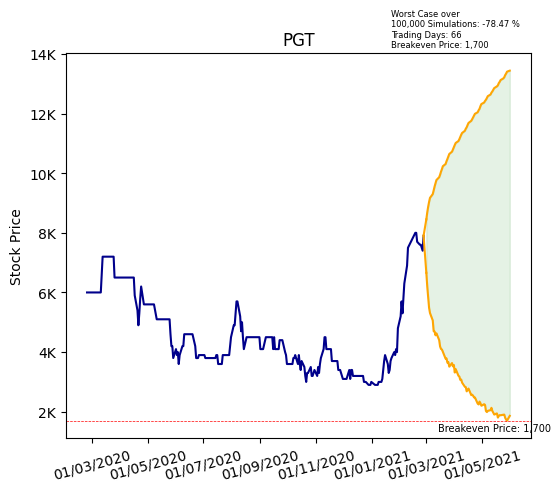 Worst Case over
100,000 Simulations: -78.47 %
Trading Days: 66
Breakeven Price: 1,700
PGT
14K
12K
10K
8K
6K
4K
2K
Stock Price
Breakeven Price: 1,700
01/03/2020 01/05/2020 01/07/2020 01/09/2020 01/11/2020 01/01/2021 01/03/2021 01/05/2021